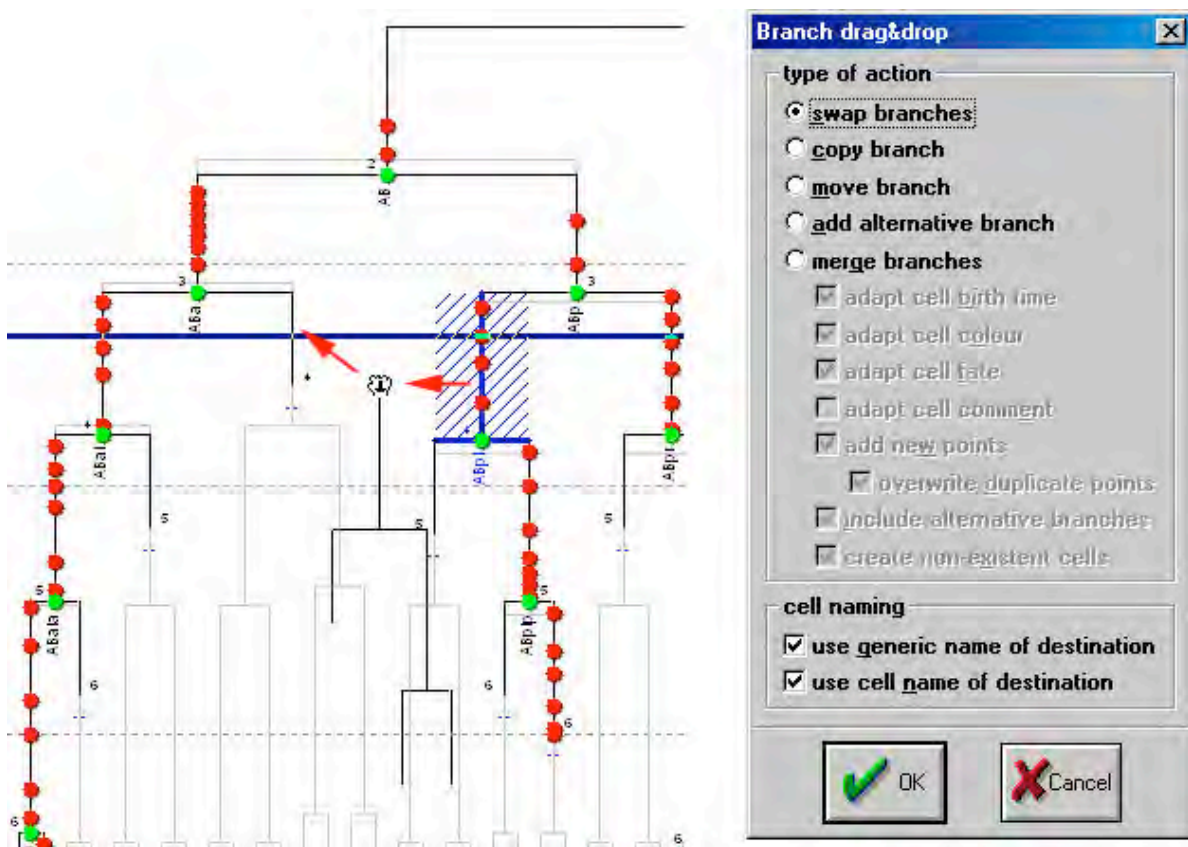 2
AB
3
ABa
3
ABp
4
ABal
4
ABpl
ABpr
5
5
5
5
ABala
ABplp
6
6
6
6
6
Branch drag&drop
type of action
swap branches
copy branch
move branch
add alternative branch
merge branches
adapt cell birth time
adapt cell colour
adapt cell fate
adapt cell comment
add new points
overwrite duplicate points
include alternative branches
create non-existent cells
cell naming
use generic name of destination
use cell name of destination
OK
Cancel